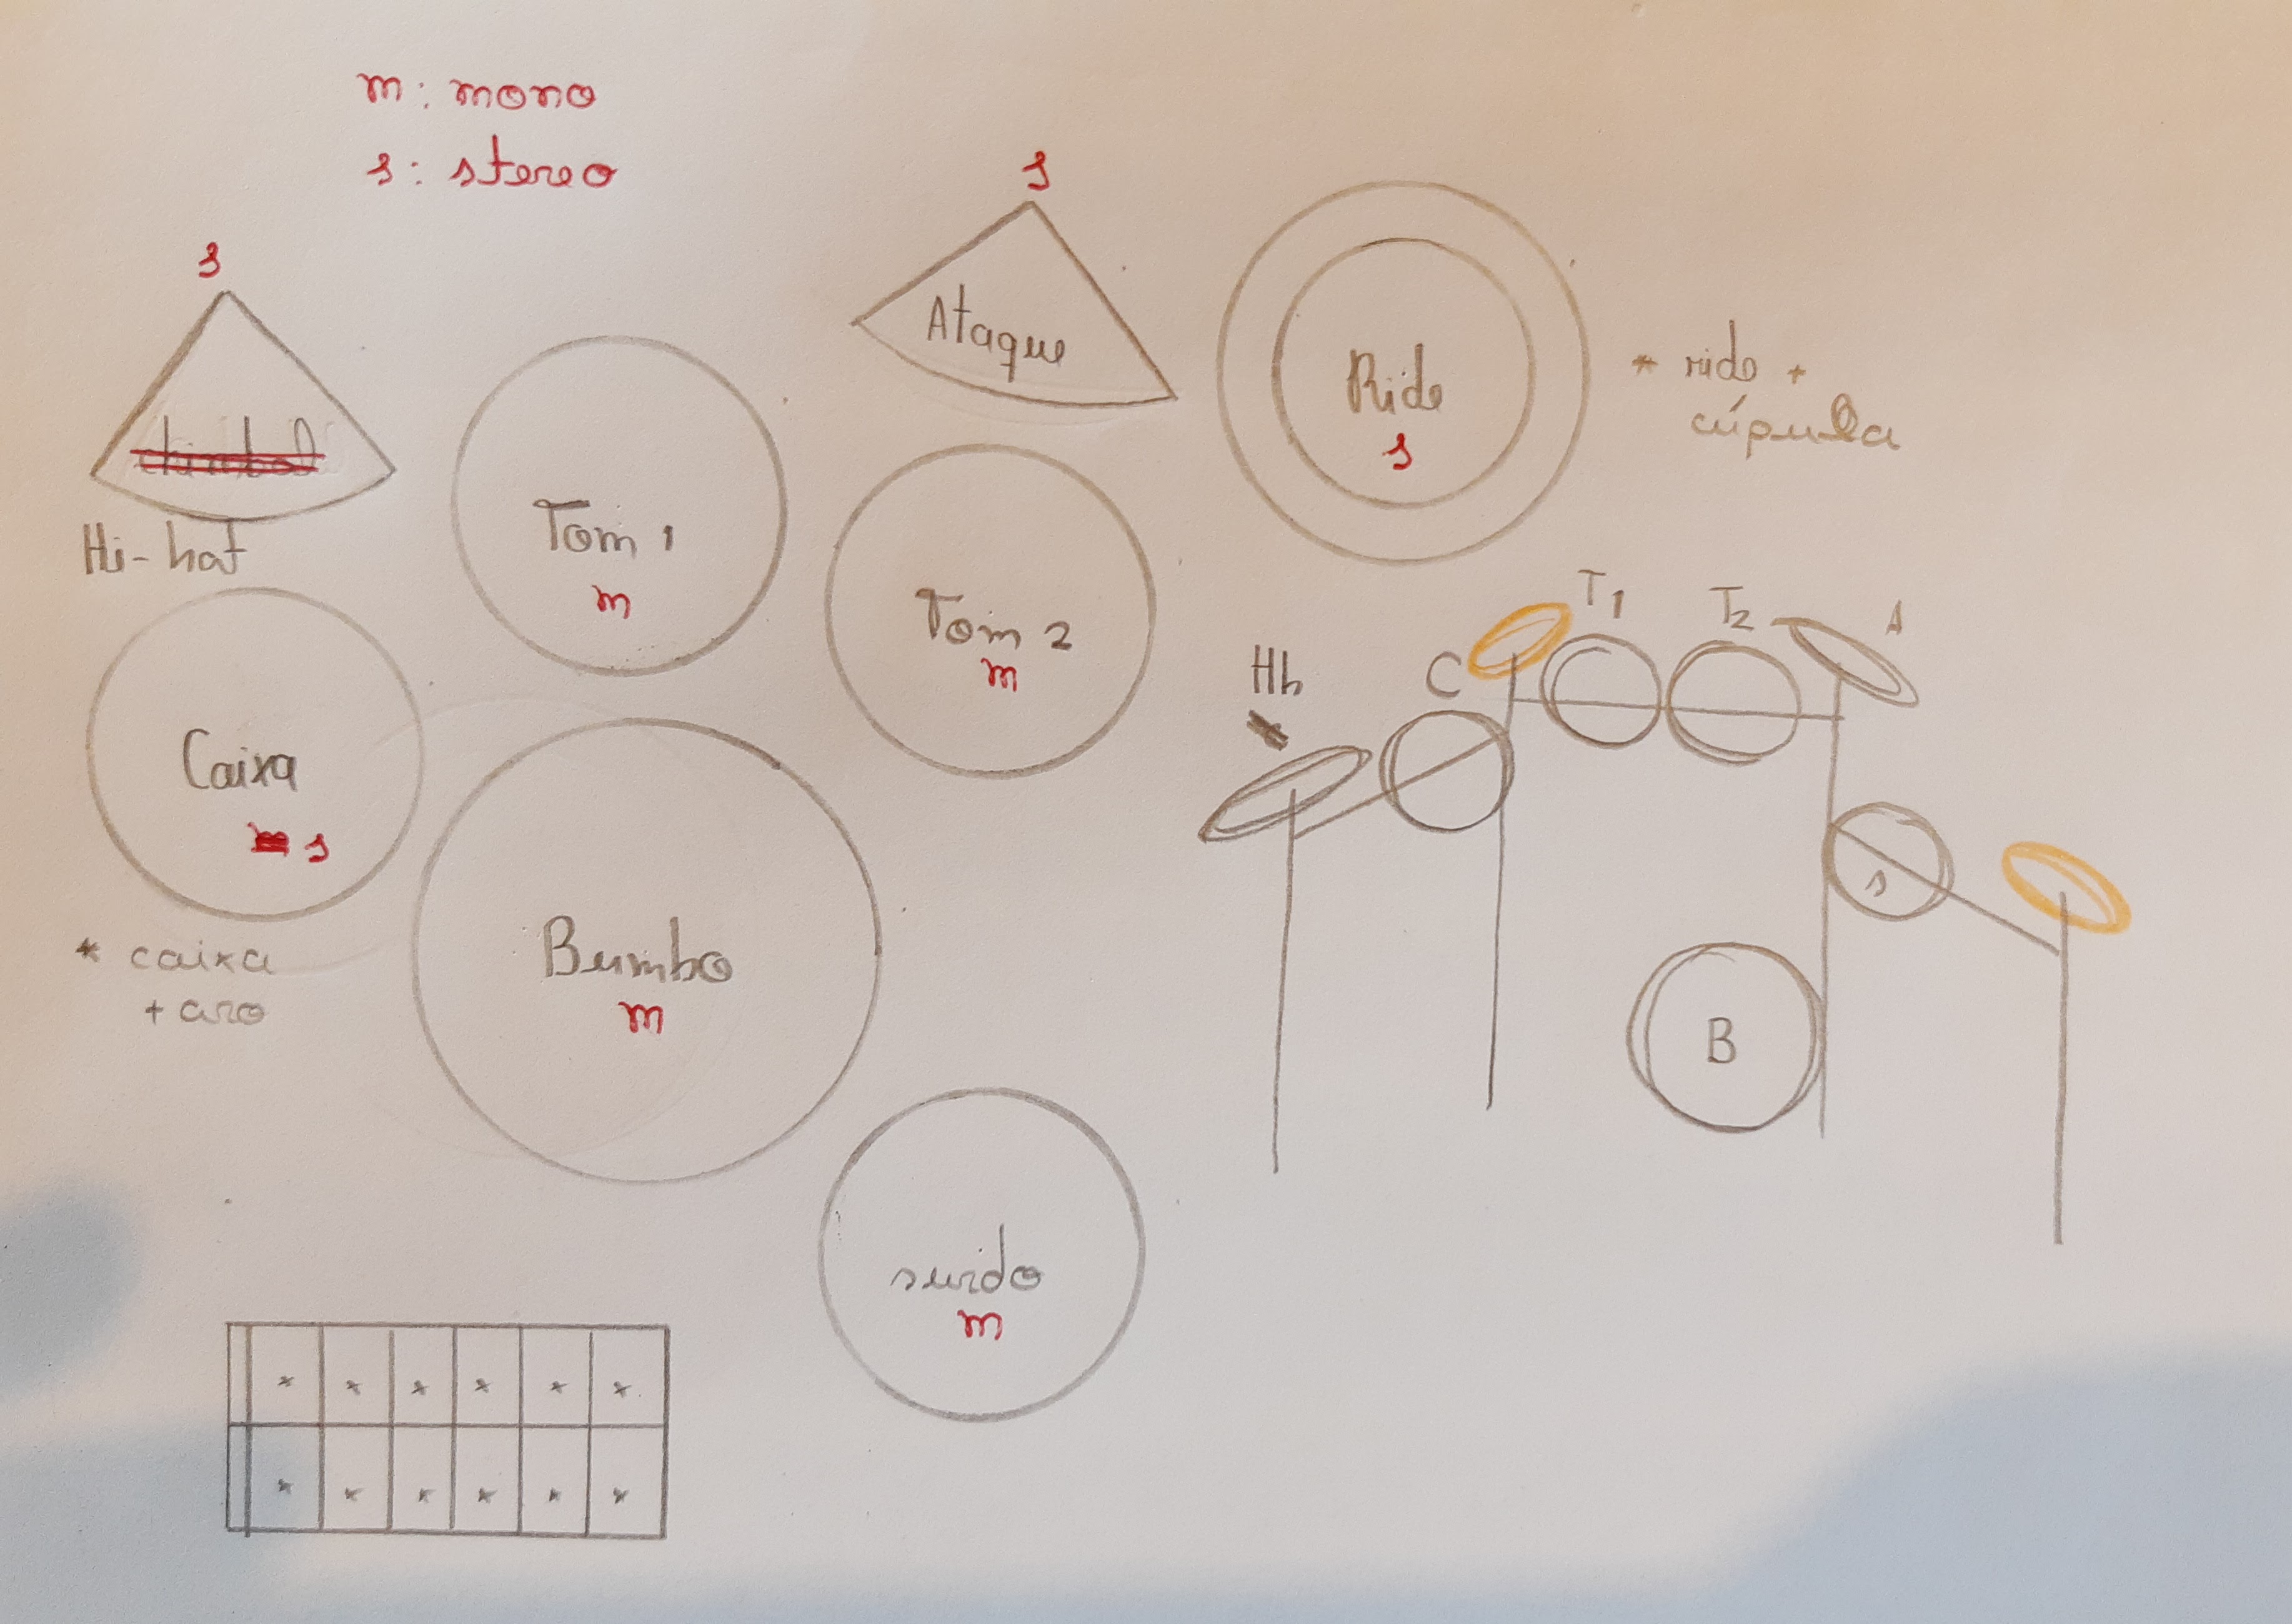 m: mono
s: stereo
s
Hi-hat
Tom 1
m
s
Ataque
Ride
s
* ride +
cúpula
Tom 2
m
Caixa
s
* caixa
+ aro
Bumbo
m
surdo
m
Hh
C
T1
T2
A
s
B